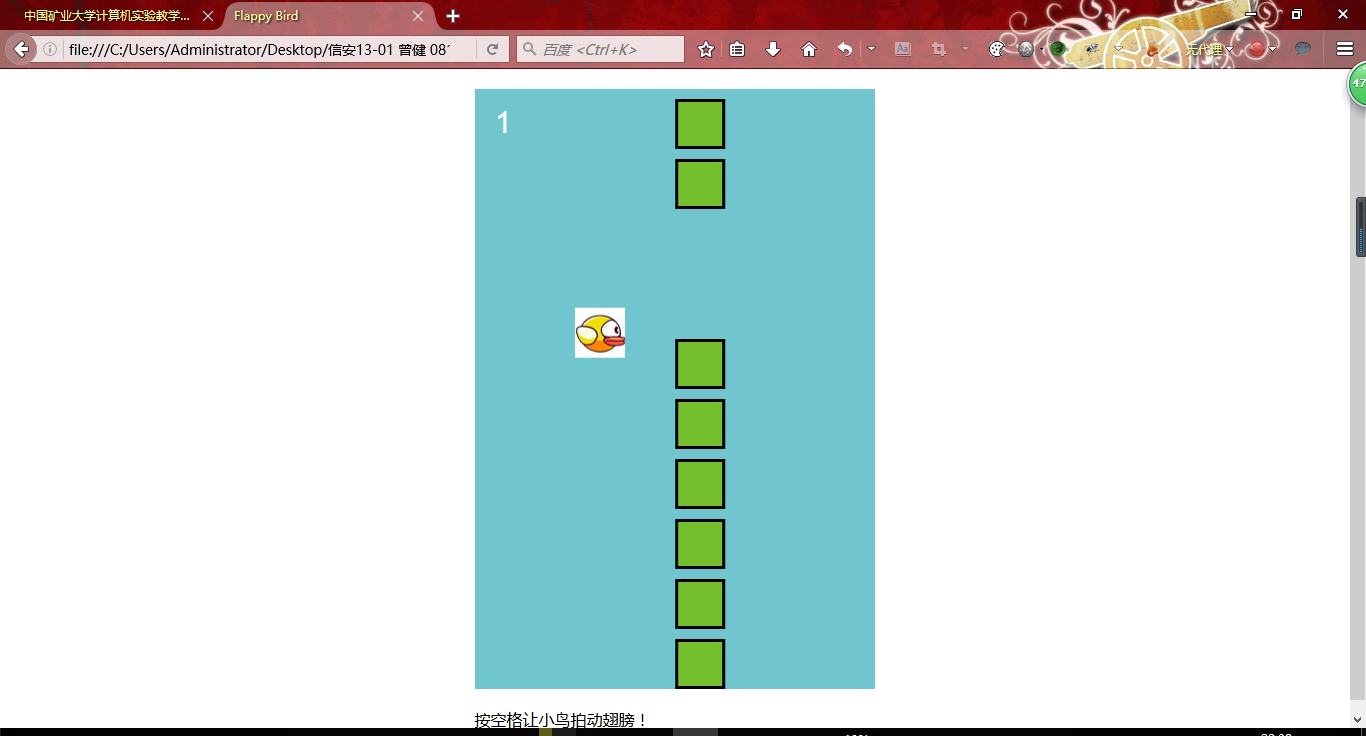 中国矿业大学计算机实验教学...
Flappy Bird
file:///C:/Users/Administrator/Desktop/信安13-01 曾健 081
百度 <Ctrl+K>
无代理
47
1
按空格让小鸟拍动翅膀！